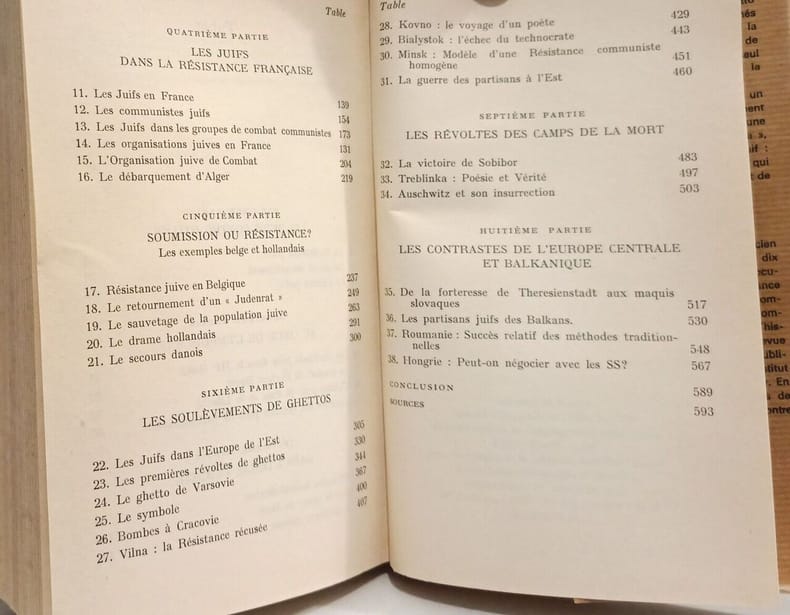 Table
QUATRIÈME PARTIE
LES JUIFS
DANS LA RÉSISTANCE FRANÇAISE
11. Les Juifs en France 139
12. Les communistes juifs 154
13. Les Juifs dans les groupes de combat communistes 173
14. Les organisations juives en France 131
15. L'Organisation juive de Combat 204
16. Le débarquement d'Alger 219
CINQUIÈME PARTIE
SOUMISSION OU RÉSISTANCE?
Les exemples belge et hollandais
17. Résistance juive en Belgique 237
18. Le retournement d'un « Judenrat » 249
19. Le sauvetage de la population juive 263
20. Le drame hollandais 291
21. Le secours danois 300
SIXIÈME PARTIE
LES SOULÈVEMENTS DE GHETTOS
22. Les Juifs dans l'Europe de l'Est 305
23. Les premières révoltes de ghettos 330
24. Le ghetto de Varsovie 344
25. Le symbole 367
26. Bombes à Cracovie 400
27. Vilna : la Résistance récusée 407
Table
28. Kovno : le voyage d'un poète 429
29. Bialystok : l'échec du technocrate 443
30. Minsk : Modèle d'une Résistance communiste
homogène 451
31. La guerre des partisans à l'Est 460
SEPTIÈME PARTIE
LES RÉVOLTES DES CAMPS DE LA MORT
32. La victoire de Sobibor 483
33. Treblinka : Poésie et Vérité 497
34. Auschwitz et son insurrection 503
HUITIÈME PARTIE
LES CONTRASTES DE L'EUROPE CENTRALE
ET BALKANIQUE
35. De la forteresse de Theresienstadt aux maquis
slovaques 517
36. Les partisans juifs des Balkans. 530
37. Roumanie : Succès relatif des méthodes tradition-
nelles 548
38. Hongrie : Peut-on négocier avec les SS? 567
CONCLUSION 589
SOURCES 593